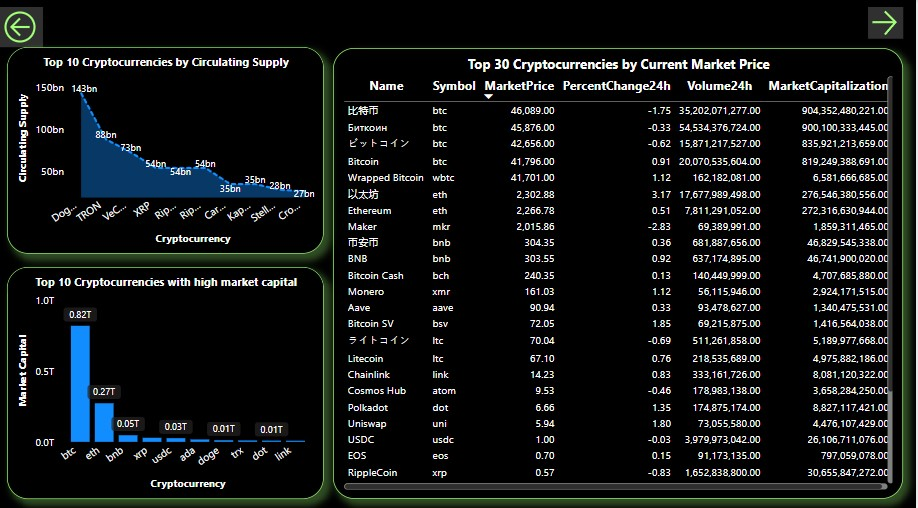 Top 10 Cryptocurrencies by Circulating Supply
Circulating Supply
150bn
100bn
50bn
143bn
88bn
73bn
54bn
54bn
54bn
35bn
35bn
28bn
27bn
Dog...
TRON
VeC...
XRP
Rip...
Rip...
Car...
Kap...
Stell...
Cro...
Cryptocurrency
Top 10 Cryptocurrencies with high market capital
Market Capital
1.0T
0.5T
0.0T
0.82T
0.27T
0.05T
0.03T
0.01T
0.01T
btc
eth
bnb
xrp
usdc
ada
doge
trx
dot
link
Cryptocurrency
Top 30 Cryptocurrencies by Current Market Price
Name Symbol MarketPrice PercentChange24h Volume24h MarketCapitalization
比特币 btc 46,089.00 -1.75 35,202,071,277.00 904,352,480,221.00
Биткоин btc 45,876.00 -0.33 54,534,376,724.00 900,100,333,445.00
ビットコイン btc 42,656.00 -0.62 15,871,217,527.00 835,921,213,659.00
Bitcoin btc 41,796.00 0.91 20,070,535,604.00 819,249,388,691.00
Wrapped Bitcoin wbtc 41,701.00 1.12 162,182,081.00 6,581,666,685.00
以太坊 eth 2,302.88 3.17 17,677,989,498.00 276,546,380,556.00
Ethereum eth 2,266.78 0.51 7,811,291,052.00 272,316,630,944.00
Maker mkr 2,015.86 -2.83 69,389,991.00 1,859,311,465.00
币安币 bnb 304.35 0.36 681,887,656.00 46,829,545,338.00
BNB bnb 303.55 0.92 637,174,895.00 46,741,900,020.00
Bitcoin Cash bch 240.35 0.13 140,449,999.00 4,707,685,880.00
Monero xmr 161.03 1.12 56,115,946.00 2,924,171,515.00
Aave aave 90.94 0.33 93,478,627.00 1,340,475,531.00
Bitcoin SV bsv 72.05 1.85 69,215,875.00 1,416,564,038.00
ライトコイン ltc 70.04 -0.69 511,261,858.00 5,189,977,668.00
Litecoin ltc 67.10 0.76 218,535,689.00 4,975,882,186.00
Chainlink link 14.23 0.83 333,161,726.00 8,081,120,322.00
Cosmos Hub atom 9.53 -0.46 178,983,138.00 3,658,284,250.00
Polkadot dot 6.66 1.35 174,875,174.00 8,827,117,421.00
Uniswap uni 5.94 1.80 73,055,580.00 4,476,107,429.00
USDC usdc 1.00 -0.03 3,979,973,042.00 26,106,711,076.00
EOS eos 0.70 0.15 91,173,135.00 797,059,078.00
RippleCoin xrp 0.57 -0.83 1,652,838,800.00 30,655,847,272.00